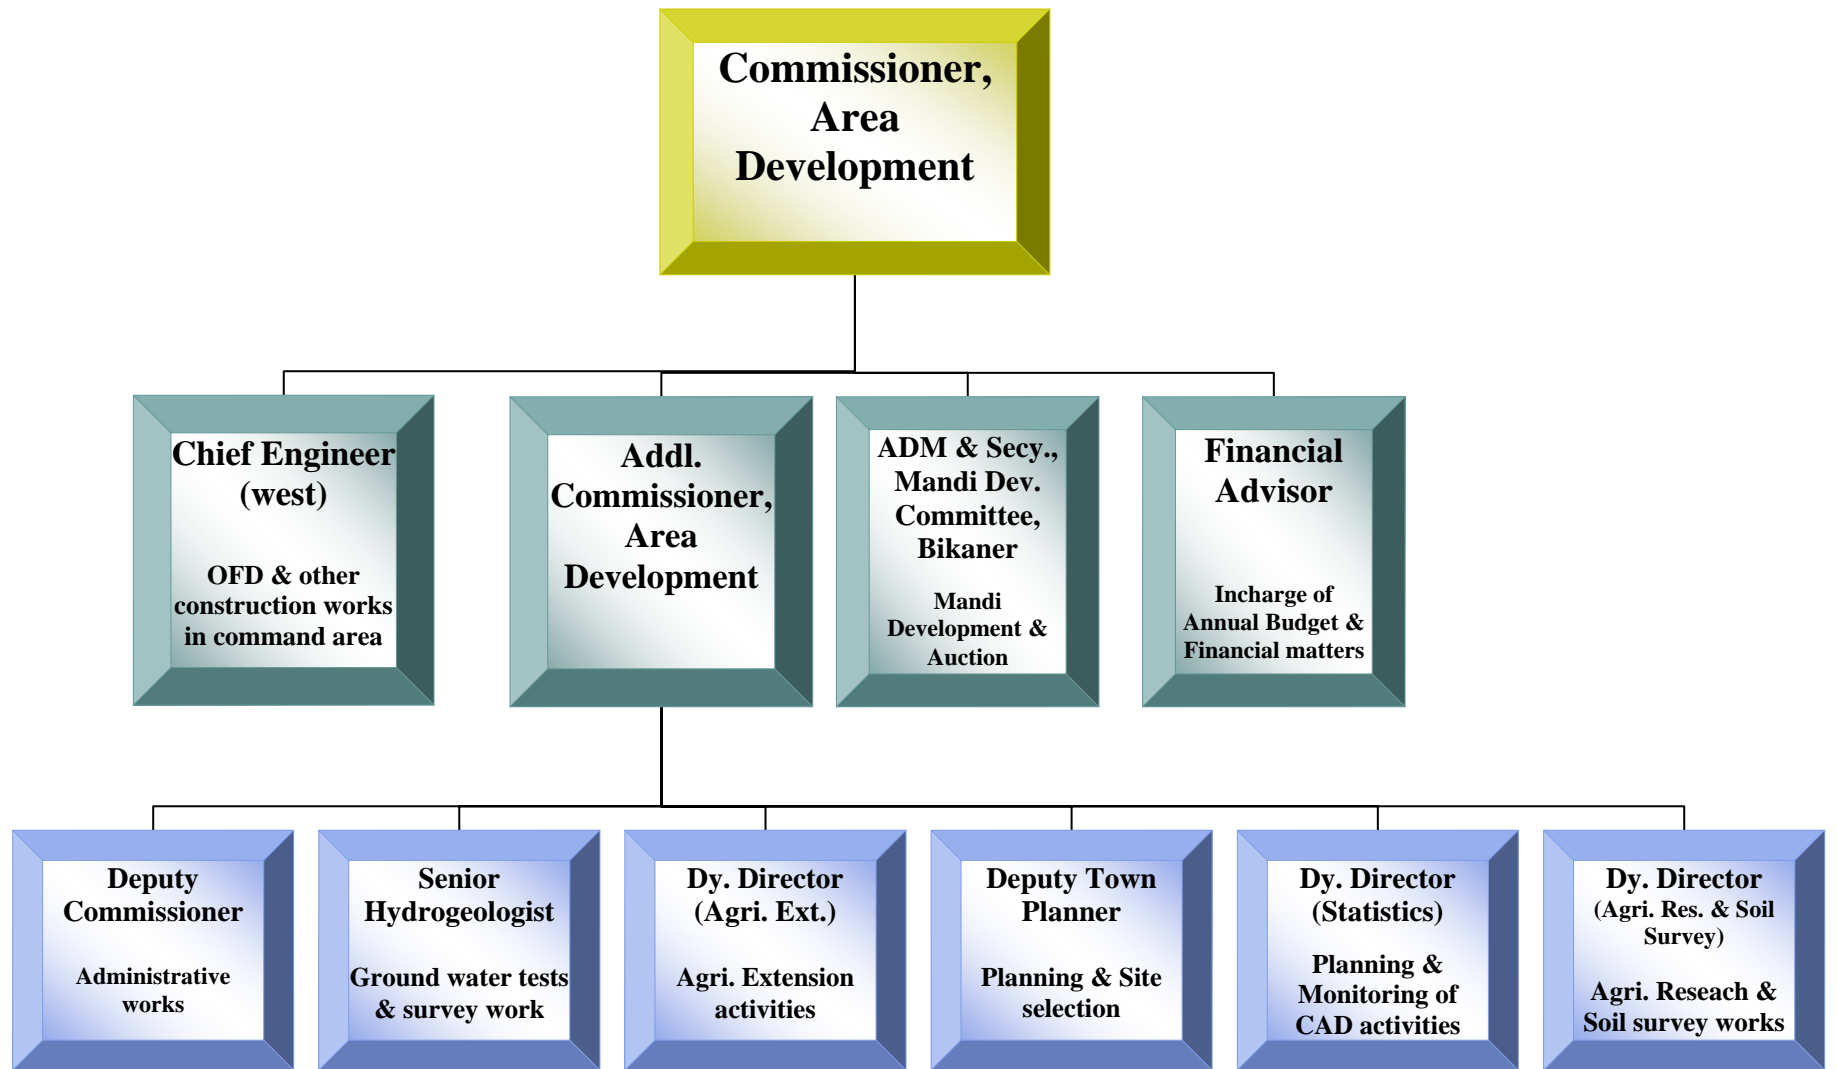 Commissioner,
Area
Development
Chief Engineer
(west)
OFD & other
construction works
in command area
Addl.
Commissioner,
Area
Development
ADM & Secy.,
Mandi Dev.
Committee,
Bikaner
Mandi
Development &
Auction
Financial
Advisor
Incharge of
Annual Budget &
Financial matters
Deputy
Commissioner
Administrative
works
Senior
Hydrogeologist
Ground water tests
& survey work
Dy. Director
(Agri. Ext.)
Agri. Extension
activities
Deputy Town
Planner
Planning & Site
selection
Dy. Director
(Statistics)
Planning &
Monitoring of
CAD activities
Dy. Director
(Agri. Res. & Soil
Survey)
Agri. Reseach &
Soil survey works